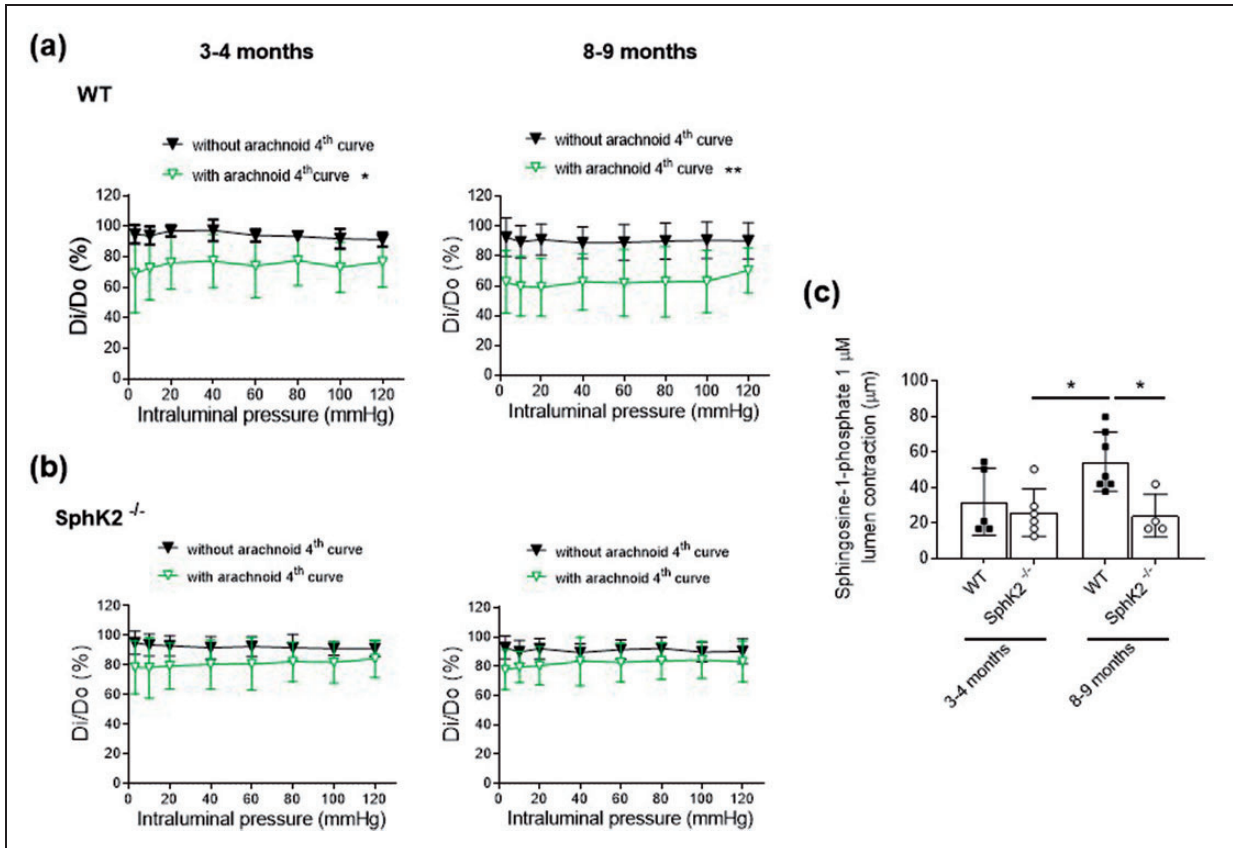 (a)
3-4 months
8-9 months
WT
without arachnoid 4th curve
with arachnoid 4th curve *
120
100
80
60
40
20
0
Di/Do (%)
0 20 40 60 80 100 120
Intraluminal pressure (mmHg)
without arachnoid 4th curve
with arachnoid 4th curve **
120
100
80
60
40
20
0
Di/Do (%)
0 20 40 60 80 100 120
Intraluminal pressure (mmHg)
(b)
SphK2 -/-
without arachnoid 4th curve
with arachnoid 4th curve
120
100
80
60
40
20
0
Di/Do (%)
0 20 40 60 80 100 120
Intraluminal pressure (mmHg)
without arachnoid 4th curve
with arachnoid 4th curve
120
100
80
60
40
20
0
Di/Do (%)
0 20 40 60 80 100 120
Intraluminal pressure (mmHg)
(c)
Sphingosine-1-phosphate 1 µM
lumen contraction (µm)
100
80
60
40
20
0
* *
WT
SphK2 -/-
WT
SphK2 -/-
3-4 months
8-9 months